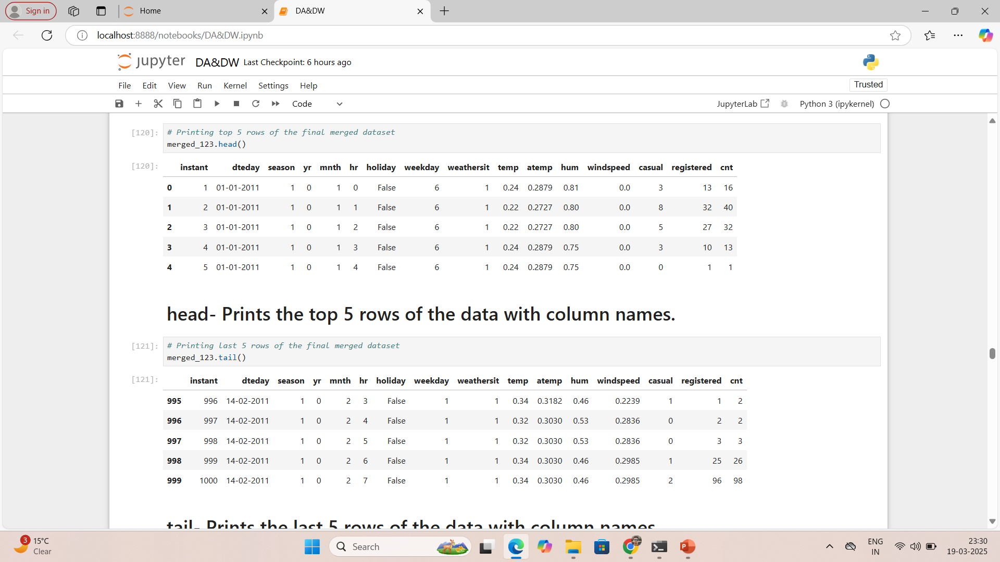 Sign in
Home
DA&DW
localhost:8888/notebooks/DA&DW.ipynb
jupyter DA&DW Last Checkpoint: 6 hours ago
File Edit View Run Kernel Settings Help
Trusted
Code
JupyterLab
Python 3 (ipykernel)
[120]: # Printing top 5 rows of the final merged dataset
merged_123.head()
[120]: instant dteday season yr mnth hr holiday weekday weathersit temp atemp hum windspeed casual registered cnt
0 1 01-01-2011 1 0 1 0 False 6 1 0.24 0.2879 0.81 0.0 3 13 16
1 2 01-01-2011 1 0 1 1 False 6 1 0.22 0.2727 0.80 0.0 8 32 40
2 3 01-01-2011 1 0 1 2 False 6 1 0.22 0.2727 0.80 0.0 5 27 32
3 4 01-01-2011 1 0 1 3 False 6 1 0.24 0.2879 0.75 0.0 3 10 13
4 5 01-01-2011 1 0 1 4 False 6 1 0.24 0.2879 0.75 0.0 0 1 1
head- Prints the top 5 rows of the data with column names.
[121]: # Printing last 5 rows of the final merged dataset
merged_123.tail()
[121]: instant dteday season yr mnth hr holiday weekday weathersit temp atemp hum windspeed casual registered cnt
995 996 14-02-2011 1 0 2 3 False 1 1 0.34 0.3182 0.46 0.2239 1 1 2
996 997 14-02-2011 1 0 2 4 False 1 1 0.32 0.3030 0.53 0.2836 0 2 2
997 998 14-02-2011 1 0 2 5 False 1 1 0.32 0.3030 0.53 0.2836 0 3 3
998 999 14-02-2011 1 0 2 6 False 1 1 0.34 0.3030 0.46 0.2985 1 25 26
999 1000 14-02-2011 1 0 2 7 False 1 1 0.34 0.3030 0.46 0.2985 2 96 98
tail- Prints the last 5 rows of the data with column names
3
15°C
Clear
Search
P
ENG
IN
23:30
19-03-2025